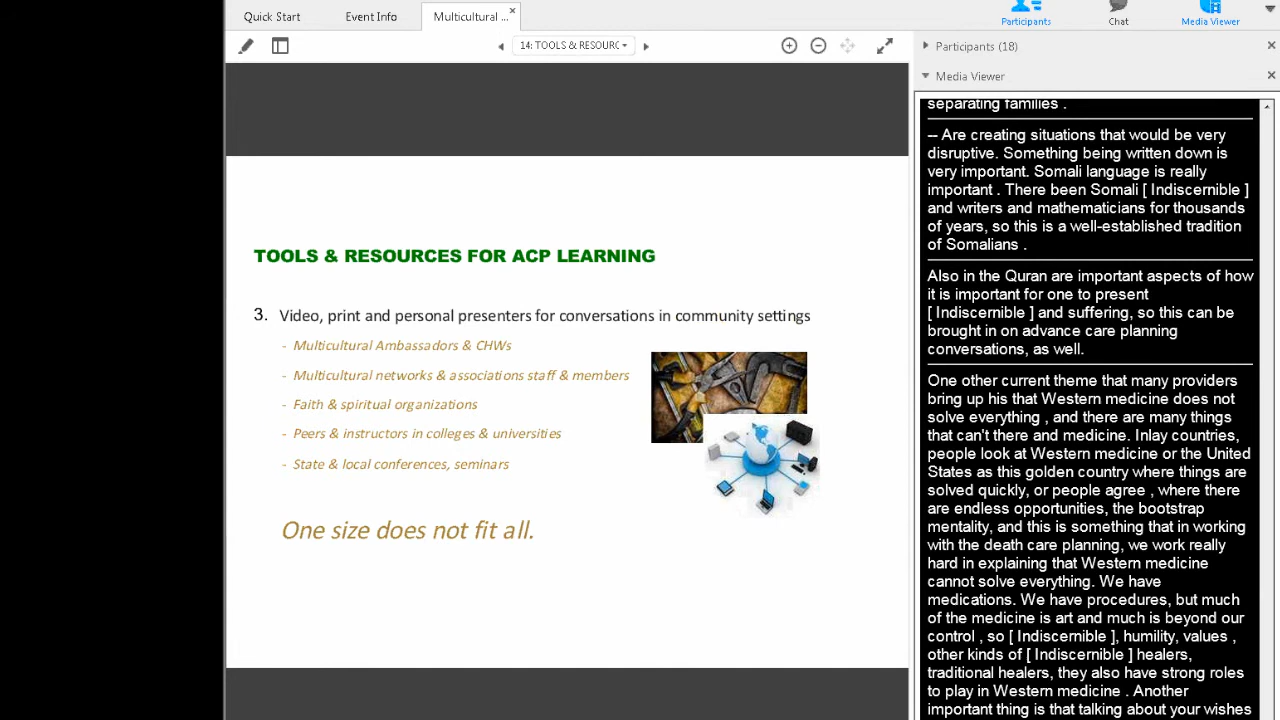 Quick Start
Event Info
Multicultural ...
Participants
Chat
Media Viewer
14: TOOLS & RESOURC
Participants (18)
Media Viewer
TOOLS & RESOURCES FOR ACP LEARNING
3. Video, print and personal presenters for conversations in community settings
- Multicultural Ambassadors & CHWs
- Multicultural networks & associations staff & members
- Faith & spiritual organizations
- Peers & instructors in colleges & universities
- State & local conferences, seminars
One size does not fit all.
separating families .
-- Are creating situations that would be very
disruptive. Something being written down is
very important. Somali language is really
important . There been Somali [ Indiscernible ]
and writers and mathematicians for thousands
of years, so this is a well-established tradition
of Somalians .
Also in the Quran are important aspects of how
it is important for one to present
[ Indiscernible ] and suffering, so this can be
brought in on advance care planning
conversations, as well.
One other current theme that many providers
bring up his that Western medicine does not
solve everything , and there are many things
that can't there and medicine. Inlay countries,
people look at Western medicine or the United
States as this golden country where things are
solved quickly, or people agree , where there
are endless opportunities, the bootstrap
mentality, and this is something that in working
with the death care planning, we work really
hard in explaining that Western medicine
cannot solve everything. We have
medications. We have procedures, but much
of the medicine is art and much is beyond our
control , so [ Indiscernible ], humility, values ,
other kinds of [ Indiscernible ] healers,
traditional healers, they also have strong roles
to play in Western medicine . Another
important thing is that talking about your wishes